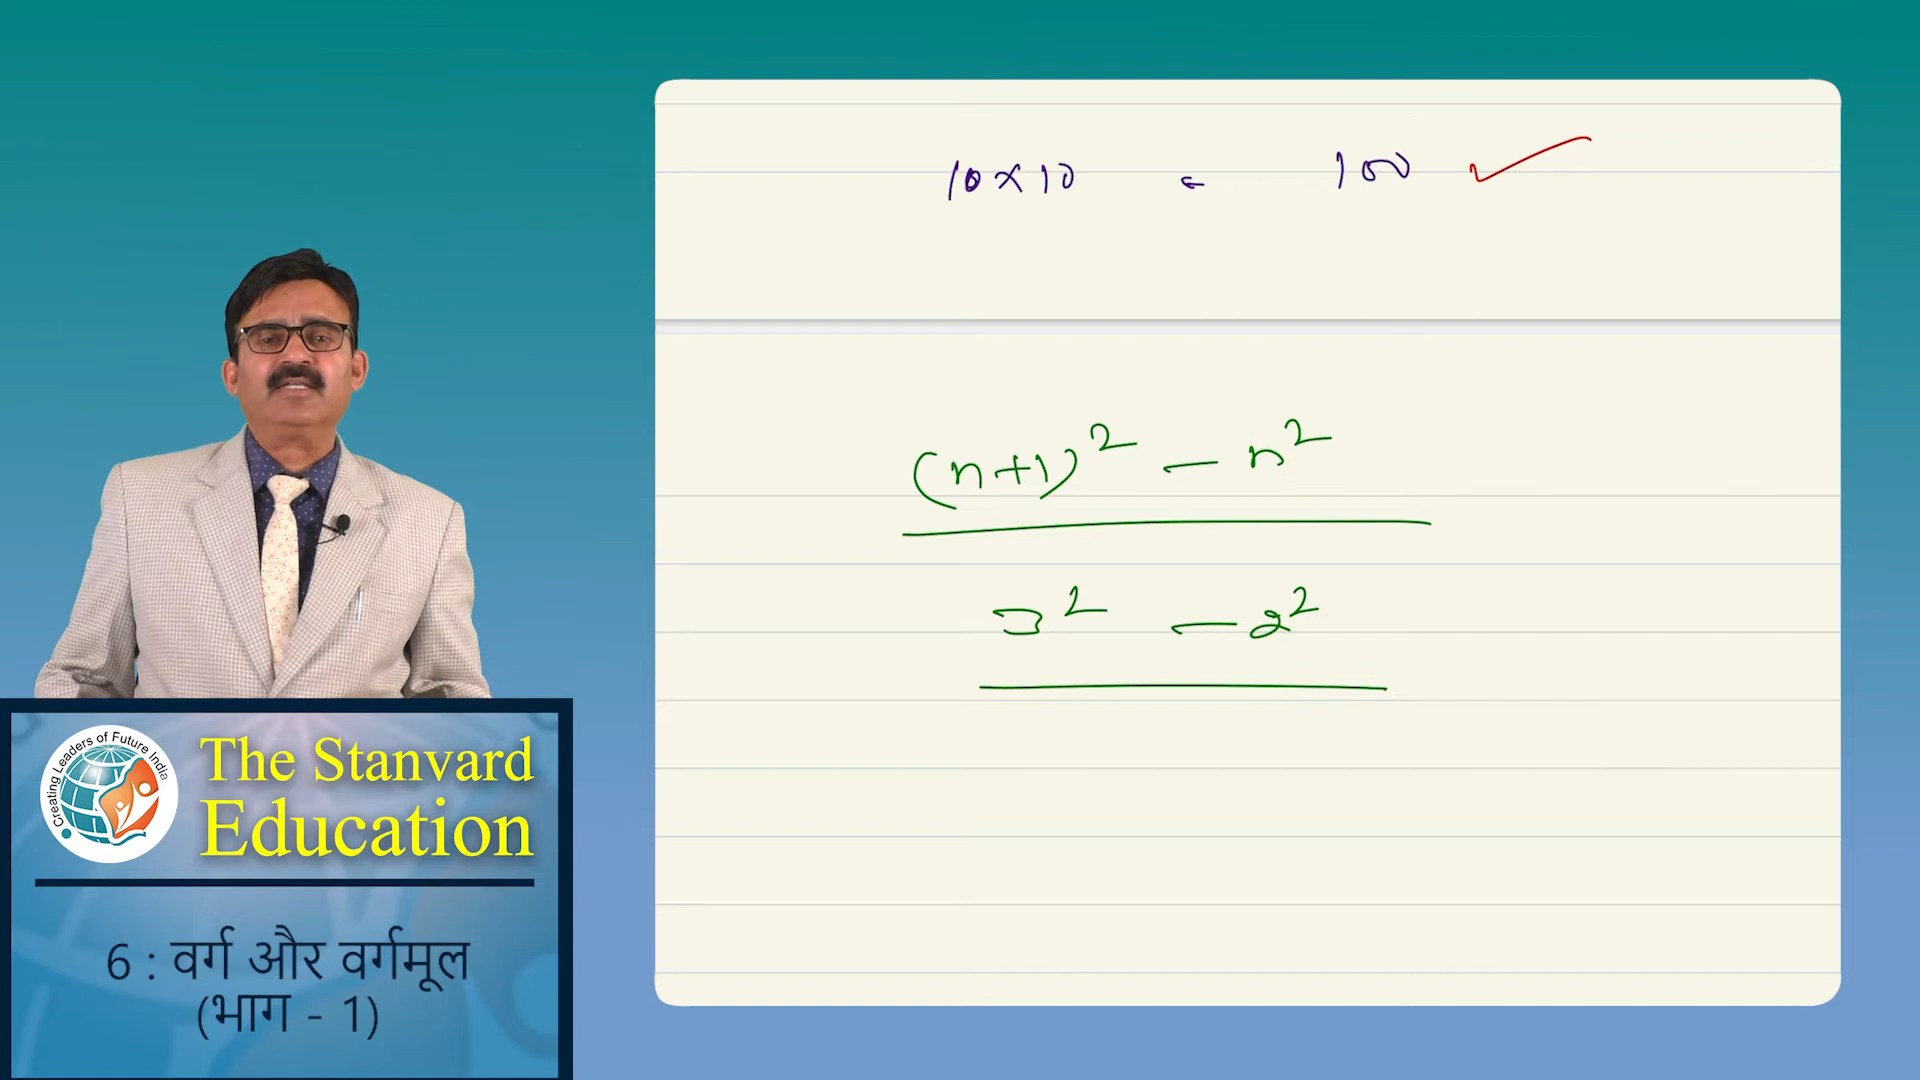 10 × 10 = 100 ✓
(n+1)² – n²
3² – 2²
Creating Leaders of Future India
The Stanvard
Education
6 : वर्ग और वर्गमूल
(भाग - 1)